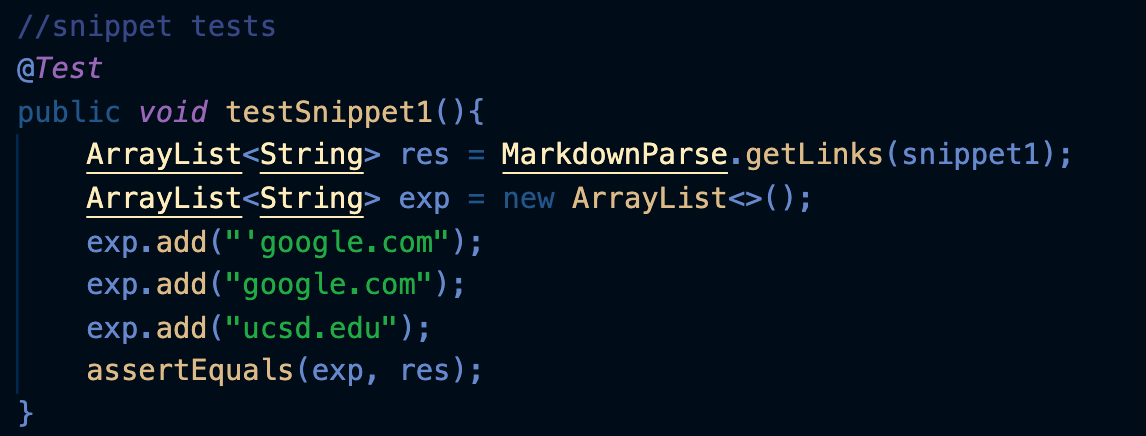 //snippet tests
@Test
public void testSnippet1(){
    ArrayList<String> res = MarkdownParse.getLinks(snippet1);
    ArrayList<String> exp = new ArrayList<>();
    exp.add("'google.com");
    exp.add("google.com");
    exp.add("ucsd.edu");
    assertEquals(exp, res);
}